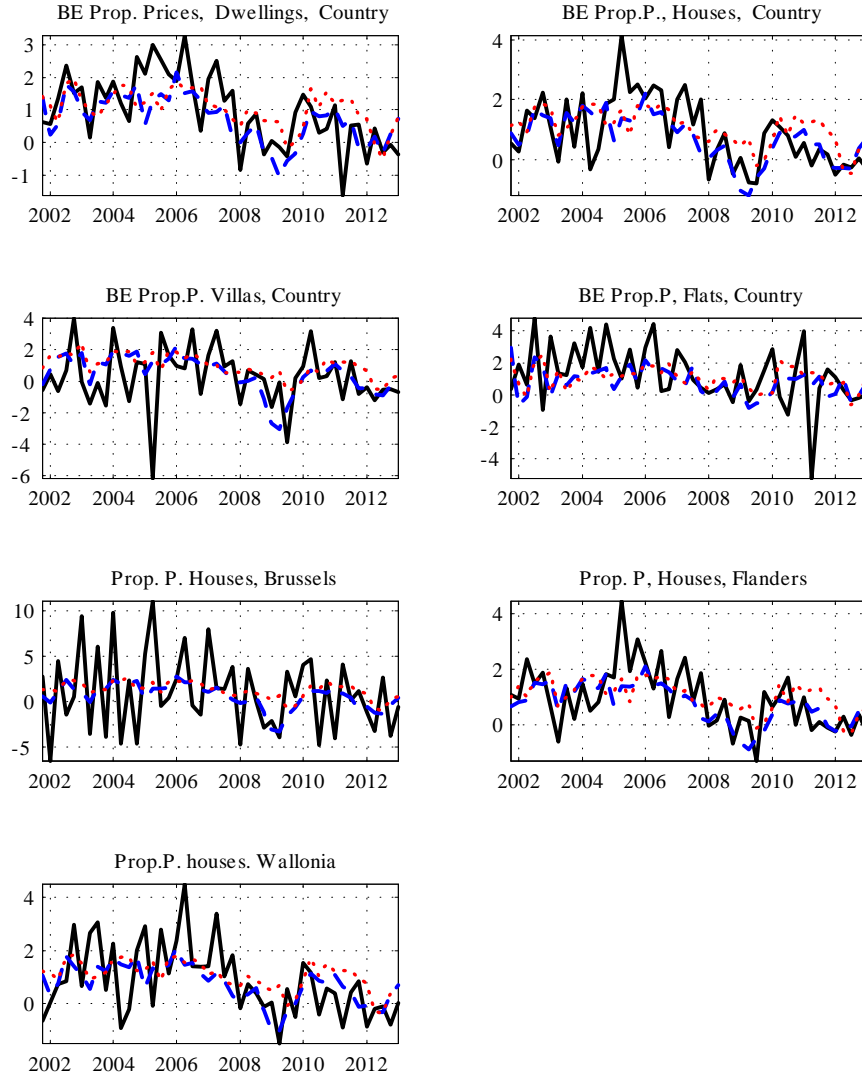 BE Prop. Prices, Dwellings, Country
3
2
1
0
-1
2002 2004 2006 2008 2010 2012
BE Prop.P., Houses, Country
4
2
0
2002 2004 2006 2008 2010 2012
BE Prop.P. Villas, Country
4
2
0
-2
-4
-6
2002 2004 2006 2008 2010 2012
BE Prop.P, Flats, Country
4
2
0
-2
-4
2002 2004 2006 2008 2010 2012
Prop. P. Houses, Brussels
10
5
0
-5
2002 2004 2006 2008 2010 2012
Prop. P, Houses, Flanders
4
2
0
2002 2004 2006 2008 2010 2012
Prop.P. houses. Wallonia
4
2
0
2002 2004 2006 2008 2010 2012